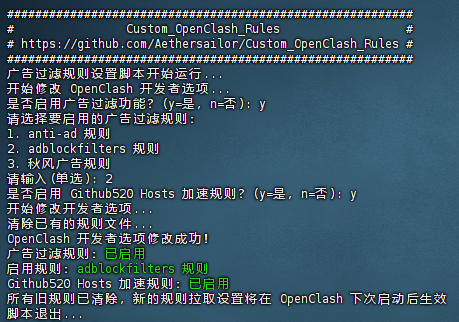 ##########################################################
#                Custom_OpenClash_Rules                  #
# https://github.com/Aethersailor/Custom_OpenClash_Rules #
##########################################################
广告过滤规则设置脚本开始运行...
开始修改 OpenClash 开发者选项...
是否启用广告过滤功能? (y=是, n=否): y
请选择要启用的广告过滤规则:
1. anti-ad 规则
2. adblockfilters 规则
3. 秋风广告规则
请输入(单选): 2
是否启用 Github520 Hosts 加速规则? (y=是, n=否): y
开始修改开发者选项...
清除已有的规则文件...
OpenClash 开发者选项修改成功!
广告过滤规则: 已启用
启用规则: adblockfilters 规则
Github520 Hosts 加速规则: 已启用
所有旧规则已清除, 新的规则拉取设置将在 OpenClash 下次启动后生效
脚本退出...